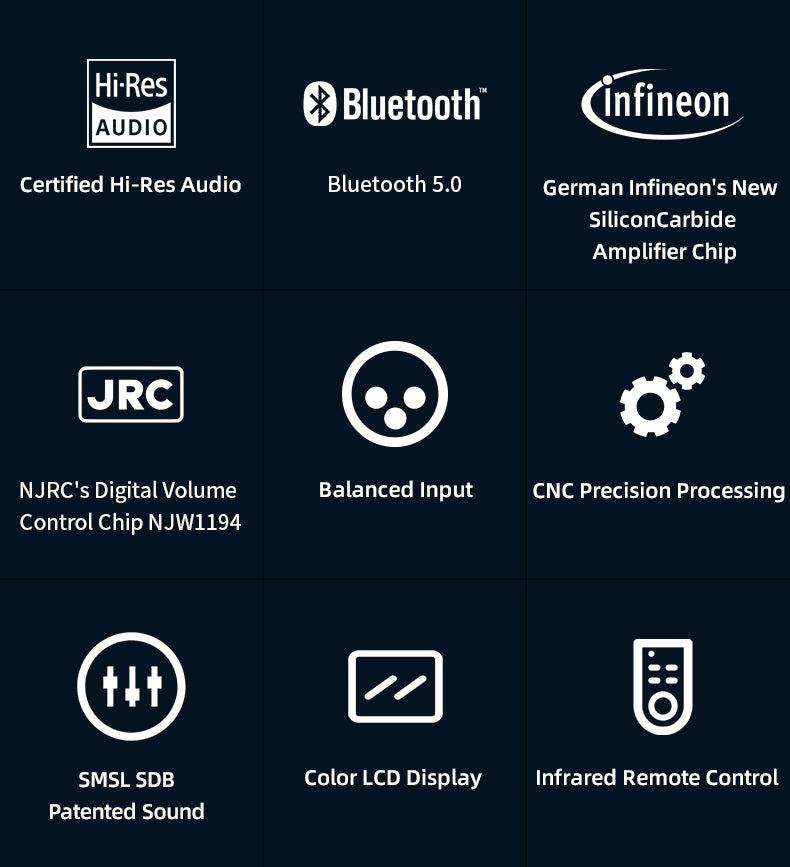 Hi-Res
AUDIO
Certified Hi-Res Audio
Bluetooth™
Bluetooth 5.0
infineon
German Infineon's New
SiliconCarbide
Amplifier Chip
JRC
NJRC's Digital Volume
Control Chip NJW1194
Balanced Input
CNC Precision Processing
SMSL SDB
Patented Sound
Color LCD Display
Infrared Remote Control